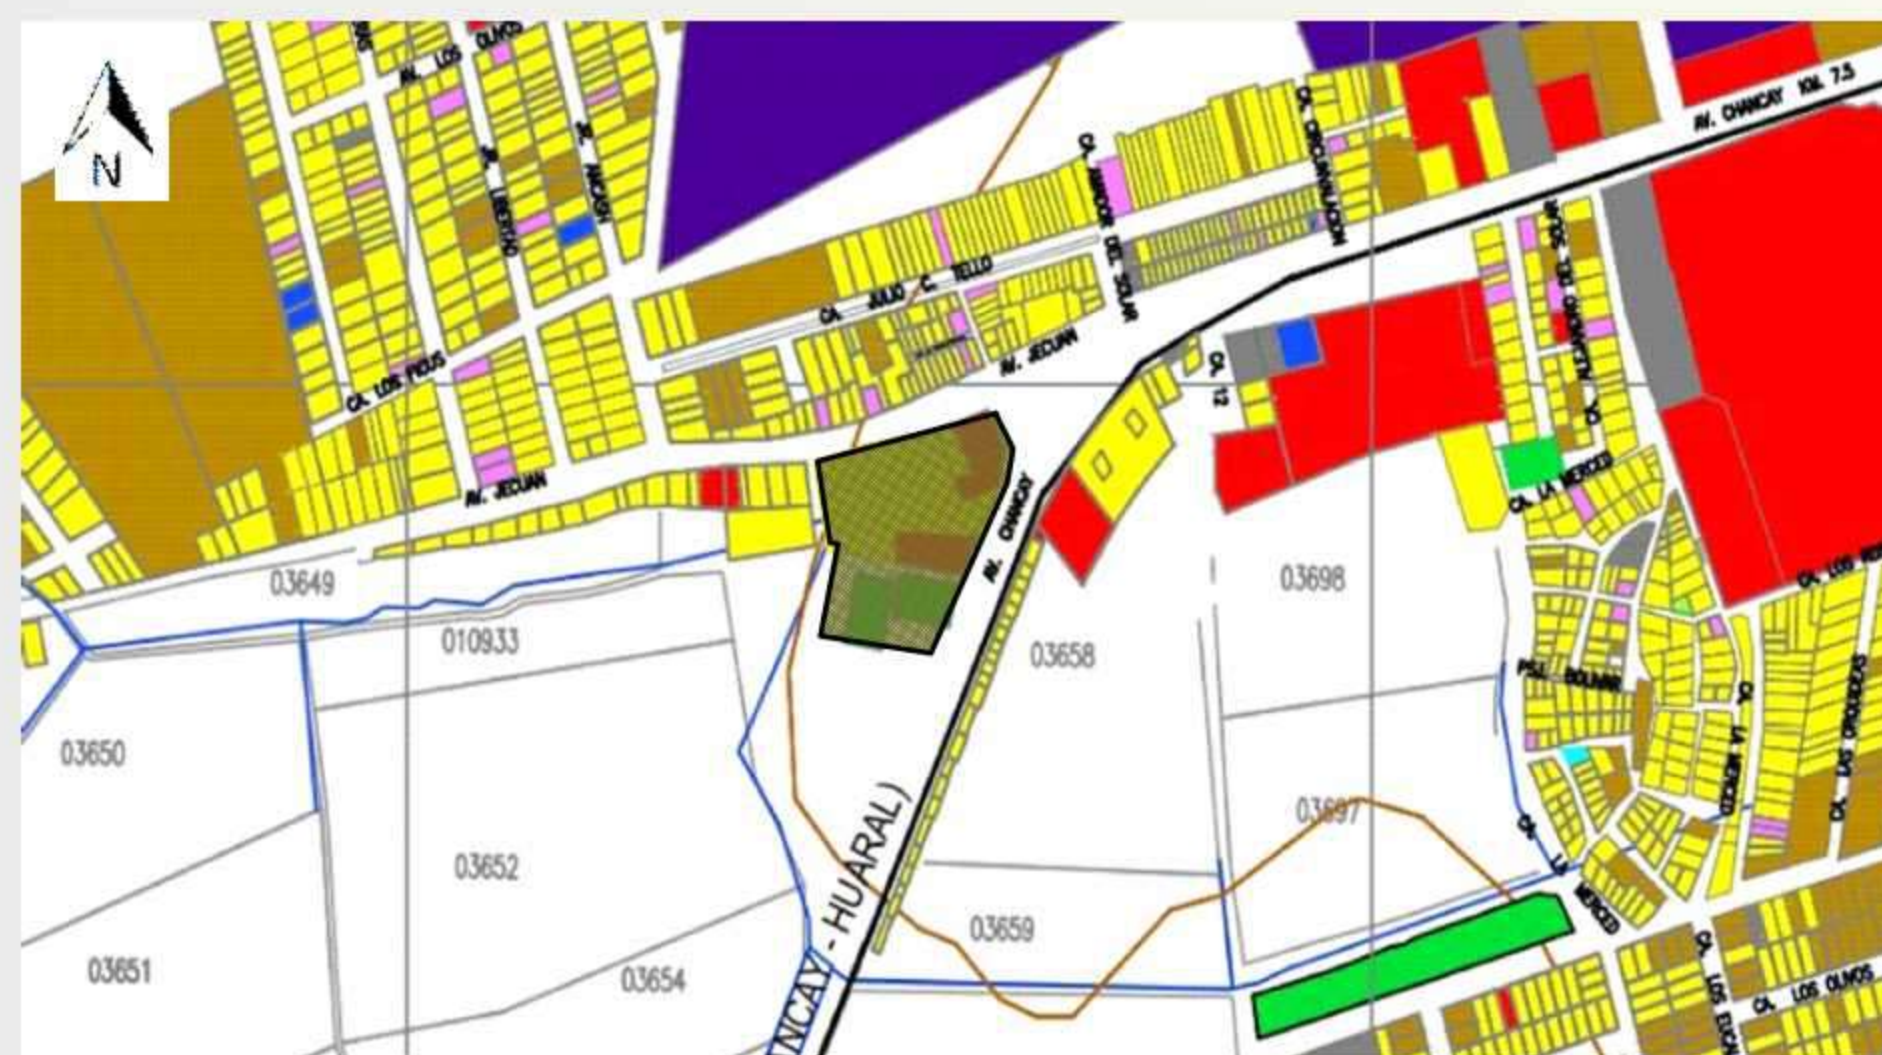 AV. LOS OLIVOS
JR. LIBERTAD
JR. ANCASH
N
CA. AMADOR DEL SOLAR
CA. CIRCUNVALACION
AV. CHANCAY KM. 7.5
CA. JULIO C. TELLO
CA. ALEJANDRO DEL SOLAR
CA. LOS FICUS
AV. JECUAN
CA. 12
AV. JECUAN
CA. LA MERCED
AV. CHANCAY
03649
010933
03698
03658
PSJ. BOLIVAR
CA. LA MERCED
CA. LAS ORQUIDEAS
03650
03652
03697
CA. LA MERCED
- HUARAL)
03659
03651
03654
CA. LOS OLIVOS